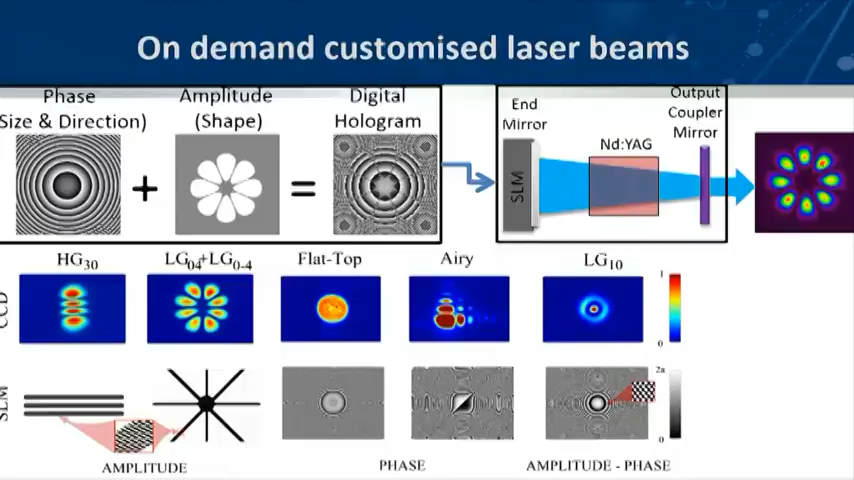 On demand customised laser beams
Phase
Size & Direction)
Amplitude
(Shape)
Digital
Hologram
+
=
End
Mirror
Output
Coupler
Mirror
Nd:YAG
SLM
HG30
LG04+LG0-4
Flat-Top
Airy
LG10
CCD
1
0
SLM
2π
0
AMPLITUDE
PHASE
AMPLITUDE - PHASE